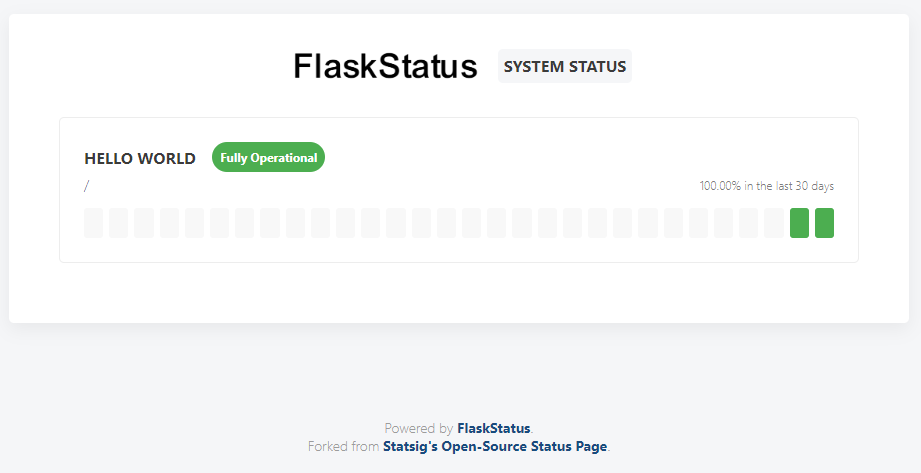 FlaskStatus SYSTEM STATUS
HELLO WORLD Fully Operational
/ 100.00% in the last 30 days
Powered by FlaskStatus.
Forked from Statsig's Open-Source Status Page.